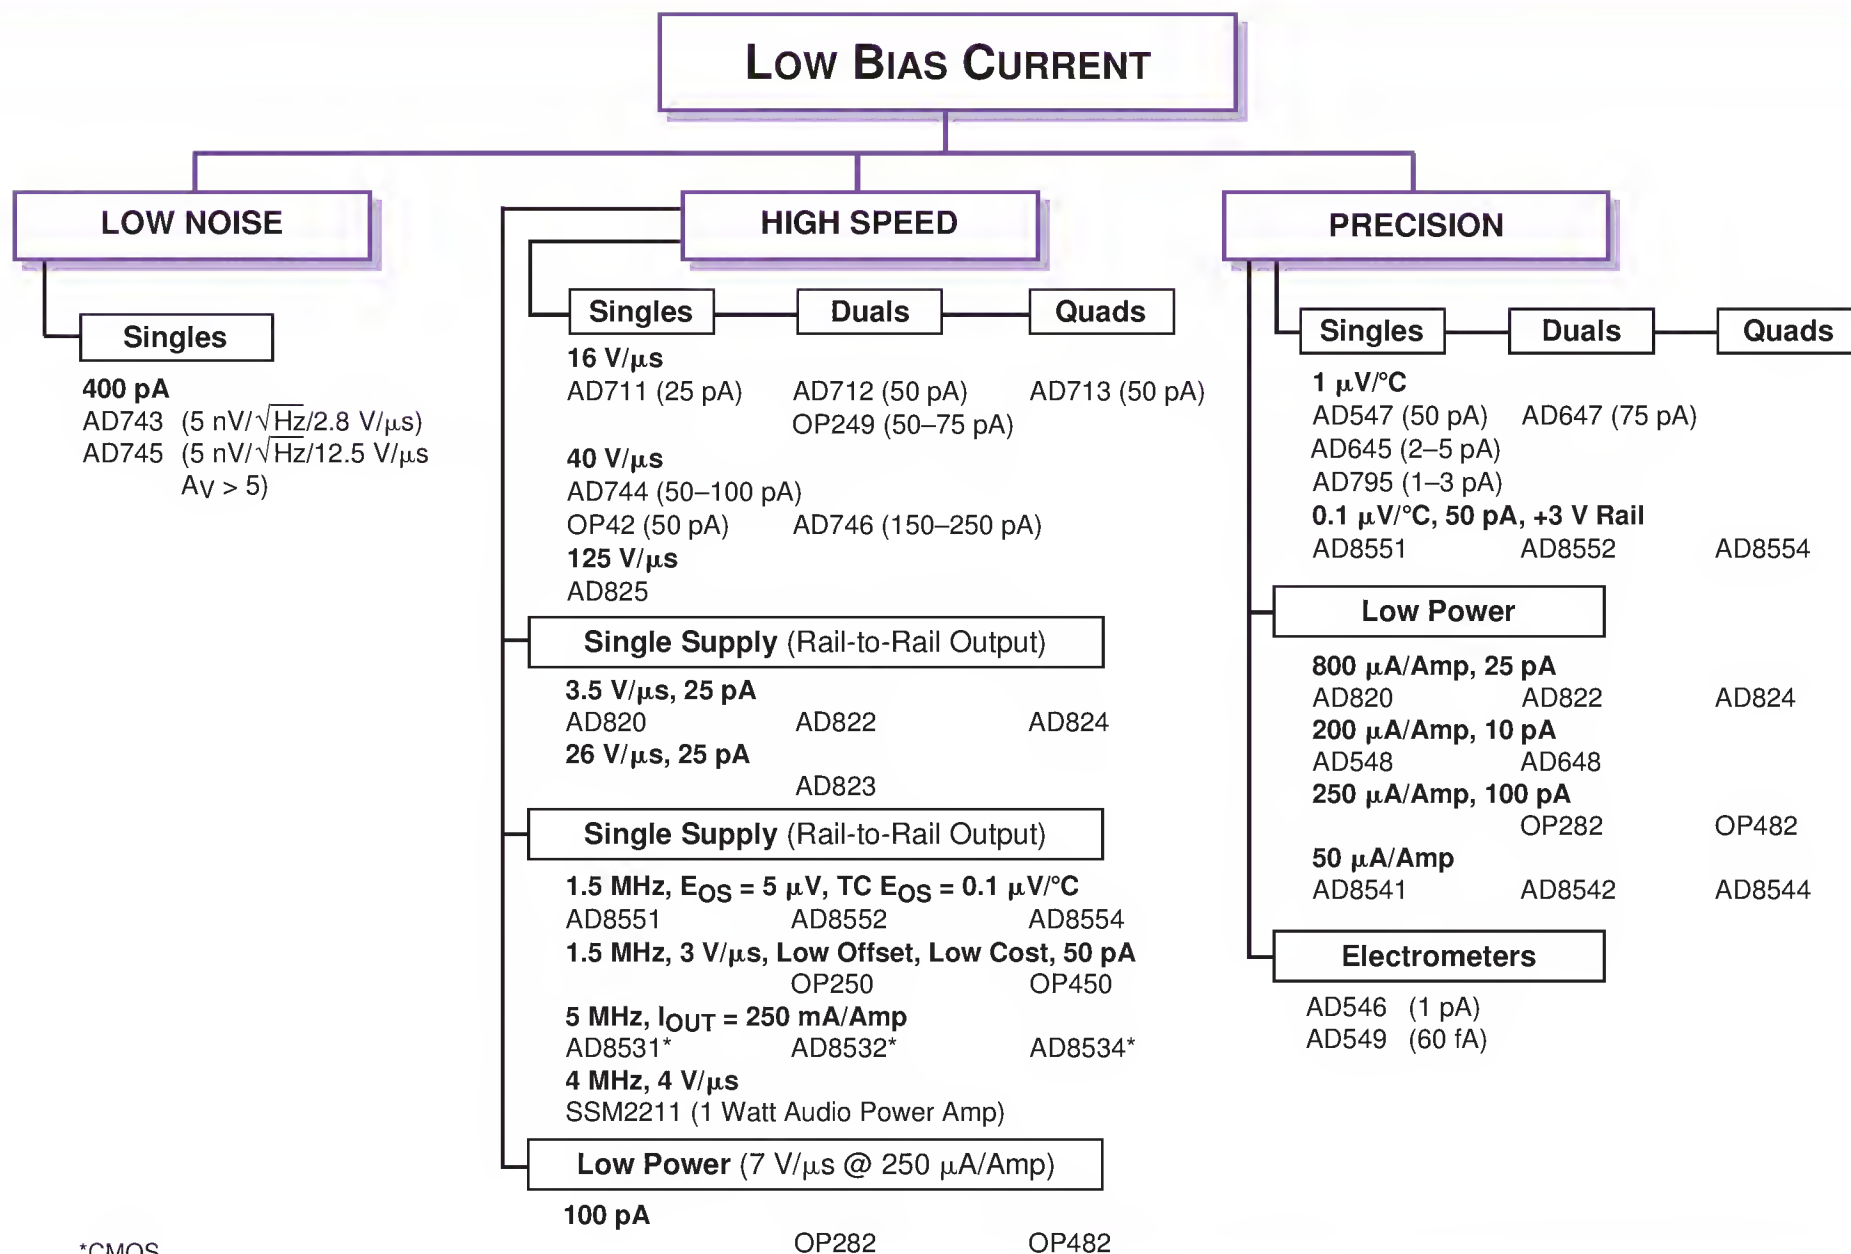 LOW BIAS CURRENT
LOW NOISE
Singles
400 pA
AD743 (5 nV/√Hz/2.8 V/µs)
AD745 (5 nV/√Hz/12.5 V/µs
AV > 5)
HIGH SPEED
Singles Duals Quads
16 V/µs
AD711 (25 pA) AD712 (50 pA) AD713 (50 pA)
OP249 (50–75 pA)
40 V/µs
AD744 (50–100 pA)
OP42 (50 pA) AD746 (150–250 pA)
125 V/µs
AD825
Single Supply (Rail-to-Rail Output)
3.5 V/µs, 25 pA
AD820 AD822 AD824
26 V/µs, 25 pA
AD823
Single Supply (Rail-to-Rail Output)
1.5 MHz, EOS = 5 µV, TC EOS = 0.1 µV/°C
AD8551 AD8552 AD8554
1.5 MHz, 3 V/µs, Low Offset, Low Cost, 50 pA
OP250 OP450
5 MHz, IOUT = 250 mA/Amp
AD8531* AD8532* AD8534*
4 MHz, 4 V/µs
SSM2211 (1 Watt Audio Power Amp)
Low Power (7 V/µs @ 250 µA/Amp)
100 pA
OP282 OP482
PRECISION
Singles Duals Quads
1 µV/°C
AD547 (50 pA) AD647 (75 pA)
AD645 (2–5 pA)
AD795 (1–3 pA)
0.1 µV/°C, 50 pA, +3 V Rail
AD8551 AD8552 AD8554
Low Power
800 µA/Amp, 25 pA
AD820 AD822 AD824
200 µA/Amp, 10 pA
AD548 AD648
250 µA/Amp, 100 pA
OP282 OP482
50 µA/Amp
AD8541 AD8542 AD8544
Electrometers
AD546 (1 pA)
AD549 (60 fA)
*CMOS